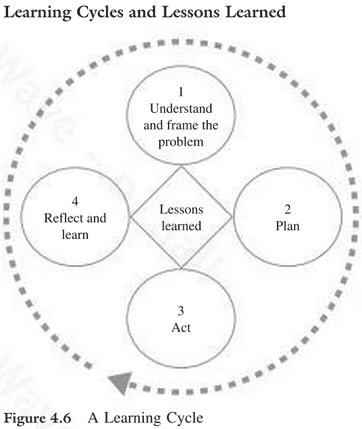 Learning Cycles and Lessons Learned
1
Understand
and frame the
problem
4
Reflect and
learn
Lessons
learned
2
Plan
3
Act
Figure 4.6 A Learning Cycle